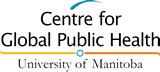 Centre for
Global Public Health
University of Manitoba